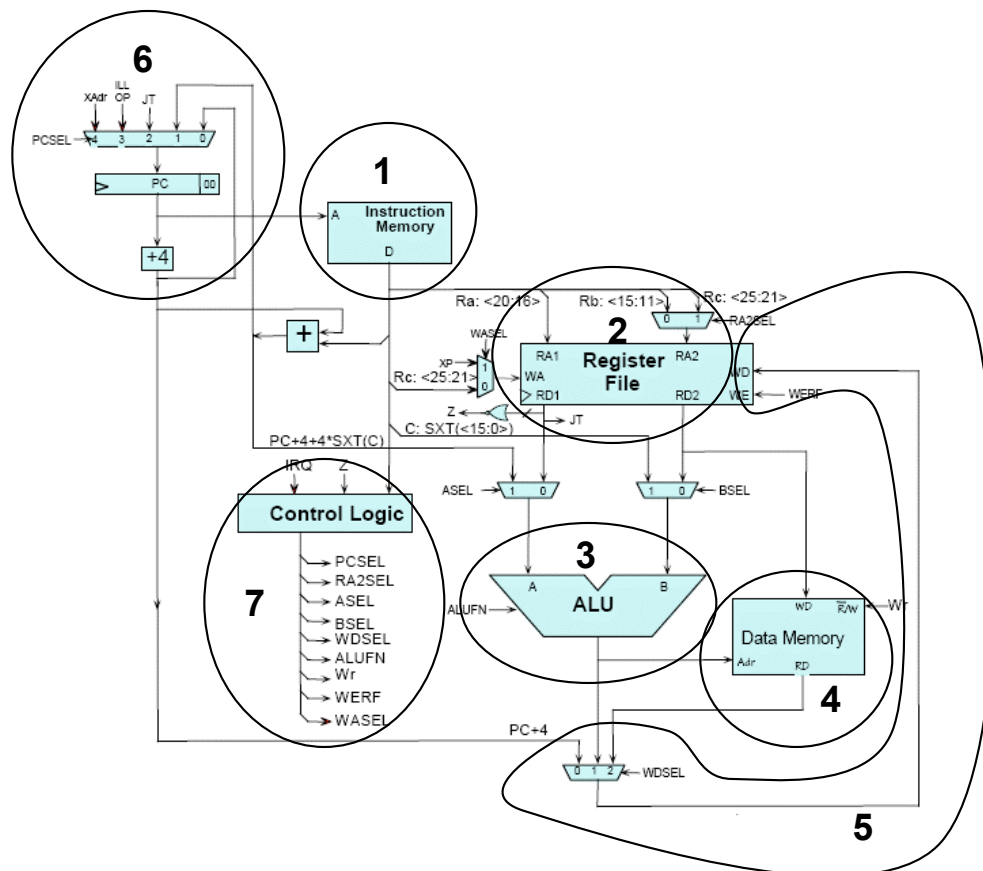 6
ILL
XAdr OP JT
PCSEL 4 3 2 1 0
PC 00
+4
1
A Instruction
Memory
D
Ra: <20:16> Rb: <15:11> Rc: <25:21>
+
WASEL
2
0 1 RA2SEL
XP
Rc: <25:21>
1
0
RA1 Register RA2
WA File WD
RD1 RD2 WE WERF
Z
JT
C: SXT(<15:0>)
PC+4+4*SXT(C)
IRQ Z
ASEL 1 0 1 0 BSEL
Control Logic
3
PCSEL
RA2SEL
ASEL
BSEL
WDSEL
ALUFN
Wr
WERF
WASEL
7
A B
ALUFN ALU
WD R/W Wr
Data Memory
Adr RD
4
PC+4
0 1 2 WDSEL
5